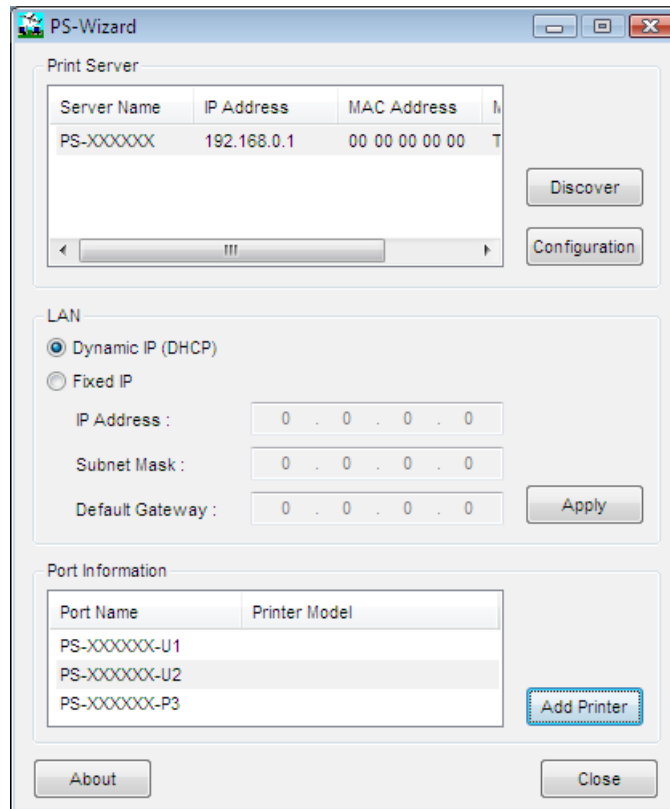 PS-Wizard
Print Server
Server Name IP Address MAC Address
PS-XXXXXX 192.168.0.1 00 00 00 00 00 T
Discover
Configuration
LAN
Dynamic IP (DHCP)
Fixed IP
IP Address : 0 . 0 . 0 . 0
Subnet Mask : 0 . 0 . 0 . 0
Default Gateway : 0 . 0 . 0 . 0
Apply
Port Information
Port Name Printer Model
PS-XXXXXX-U1
PS-XXXXXX-U2
PS-XXXXXX-P3
Add Printer
About Close